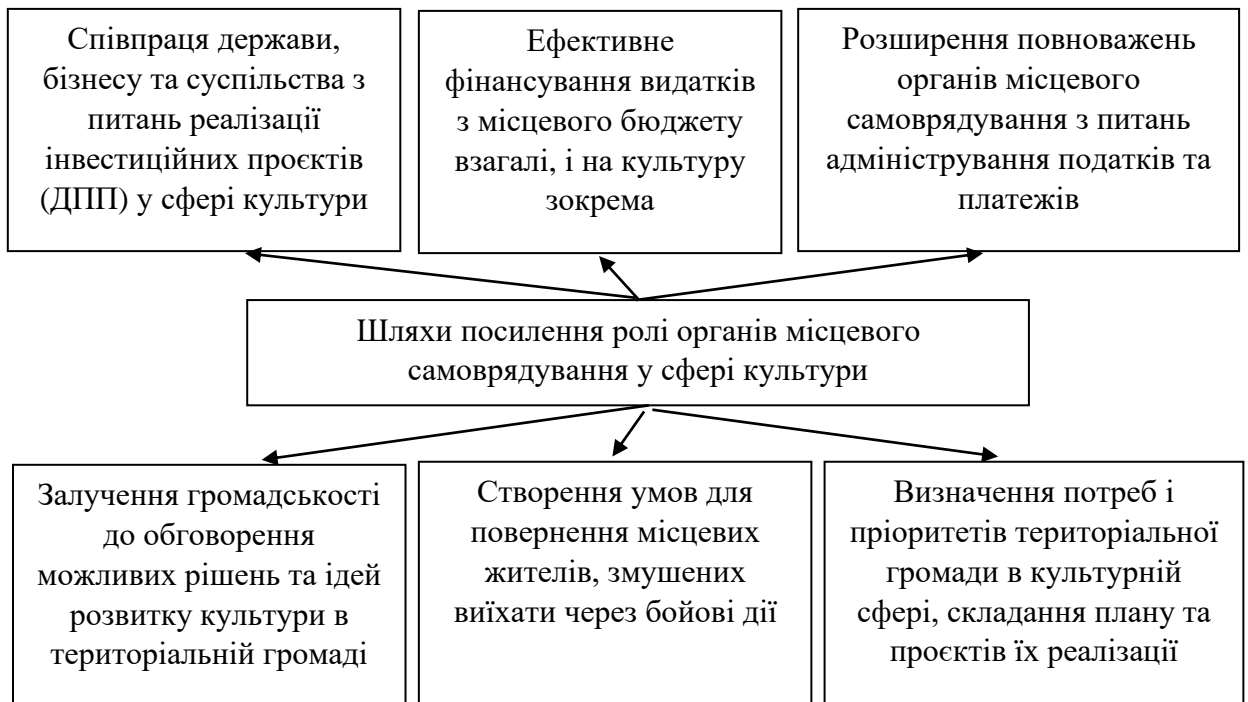 Співпраця держави,
бізнесу та суспільства з
питань реалізації
інвестиційних проєктів
(ДПП) у сфері культури
Ефективне
фінансування видатків
з місцевого бюджету
взагалі, і на культуру
зокрема
Розширення повноважень
органів місцевого
самоврядування з питань
адміністрування податків та
платежів
Шляхи посилення ролі органів місцевого
самоврядування у сфері культури
Залучення громадськості
до обговорення
можливих рішень та ідей
розвитку культури в
територіальній громаді
Створення умов для
повернення місцевих
жителів, змушених
виїхати через бойові дії
Визначення потреб і
пріоритетів територіальної
громади в культурній
сфері, складання плану та
проєктів їх реалізації